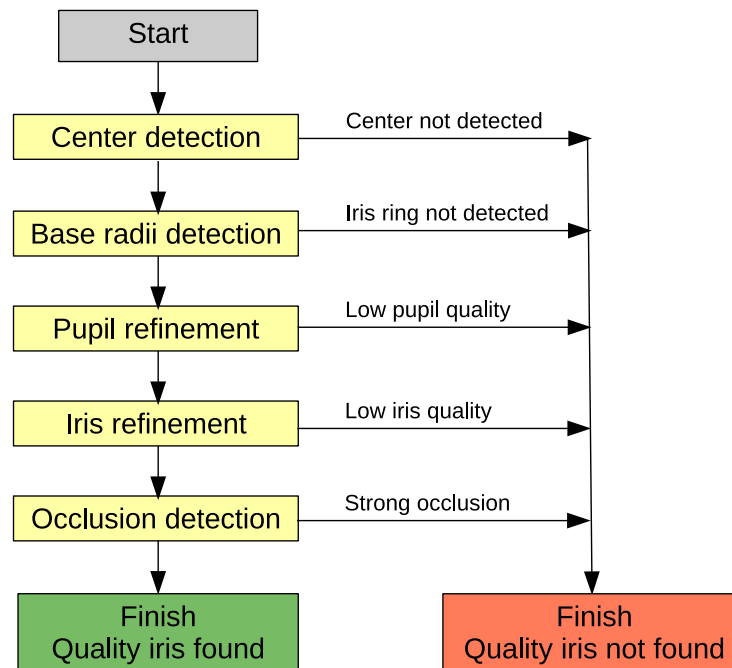 Start
Center detection
Center not detected
Base radii detection
Iris ring not detected
Pupil refinement
Low pupil quality
Iris refinement
Low iris quality
Occlusion detection
Strong occlusion
Finish
Quality iris found
Finish
Quality iris not found